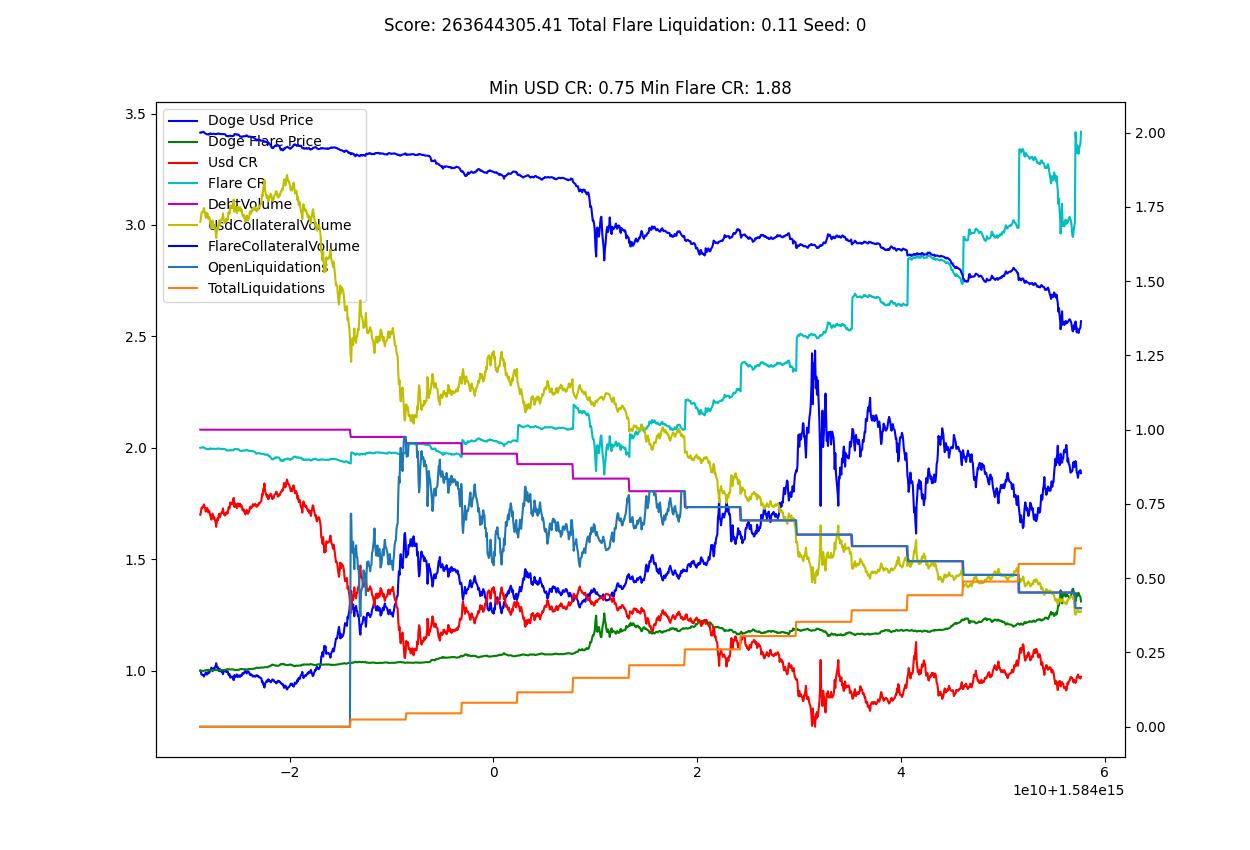 Score: 263644305.41 Total Flare Liquidation: 0.11 Seed: 0
Min USD CR: 0.75 Min Flare CR: 1.88
Doge Usd Price
Doge Flare Price
Usd CR
Flare CR
DebtVolume
UsdCollateralVolume
FlareCollateralVolume
OpenLiquidations
TotalLiquidations
3.5
3.0
2.5
2.0
1.5
1.0
2.00
1.75
1.50
1.25
1.00
0.75
0.50
0.25
0.00
−2
0
2
4
6
1e10+1.584e15